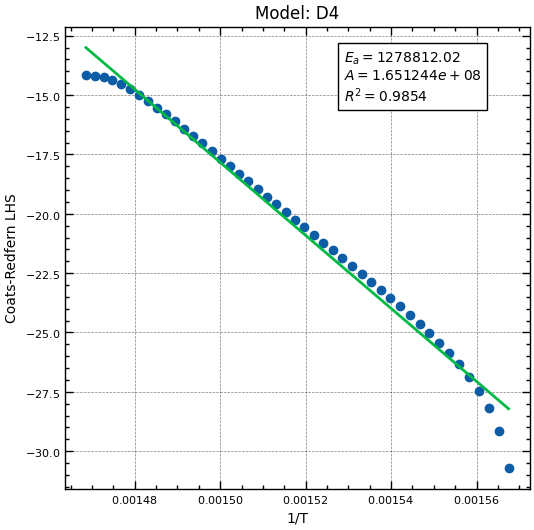 Model: D4
E_a = 1278812.02
A = 1.651244e + 08
R² = 0.9854
Coats-Redfern LHS
−12.5
−15.0
−17.5
−20.0
−22.5
−25.0
−27.5
−30.0
0.00148 0.00150 0.00152 0.00154 0.00156
1/T